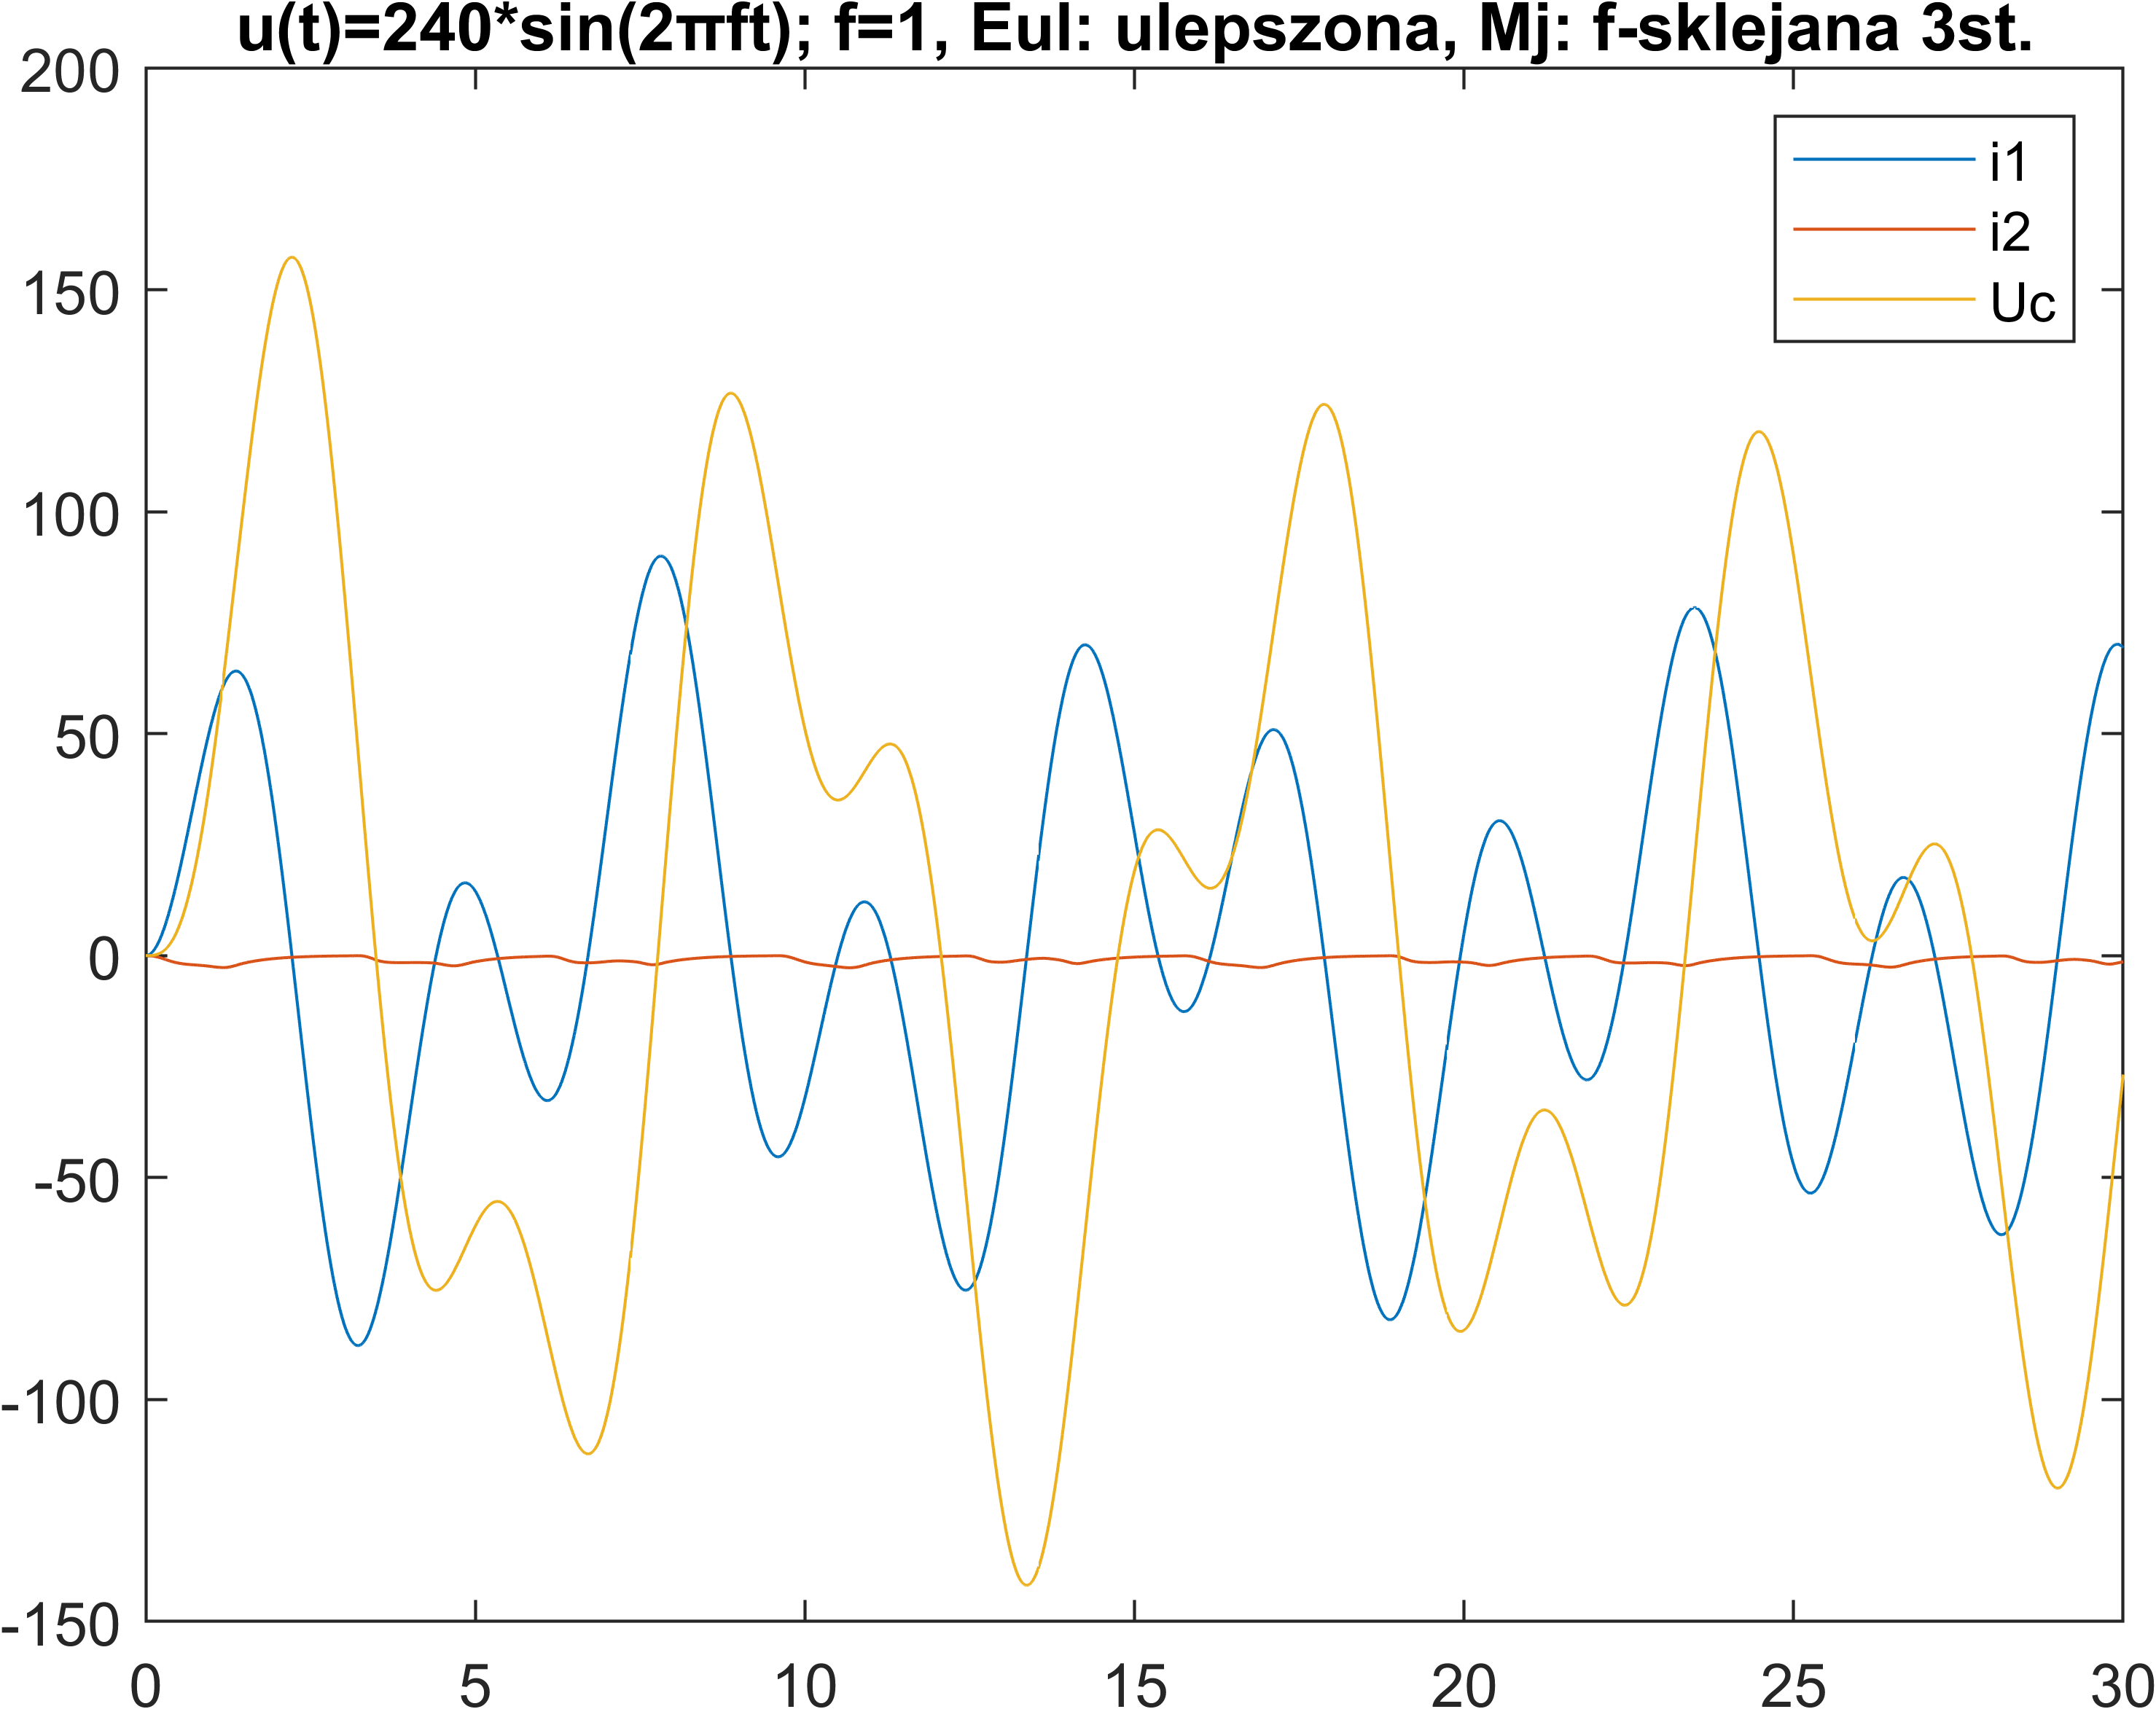 u(t)=240*sin(2πft); f=1, Eul: ulepszona, Mj: f-sklejana 3st.
200
150
100
50
0
-50
-100
-150
0 5 10 15 20 25 30
i1
i2
Uc